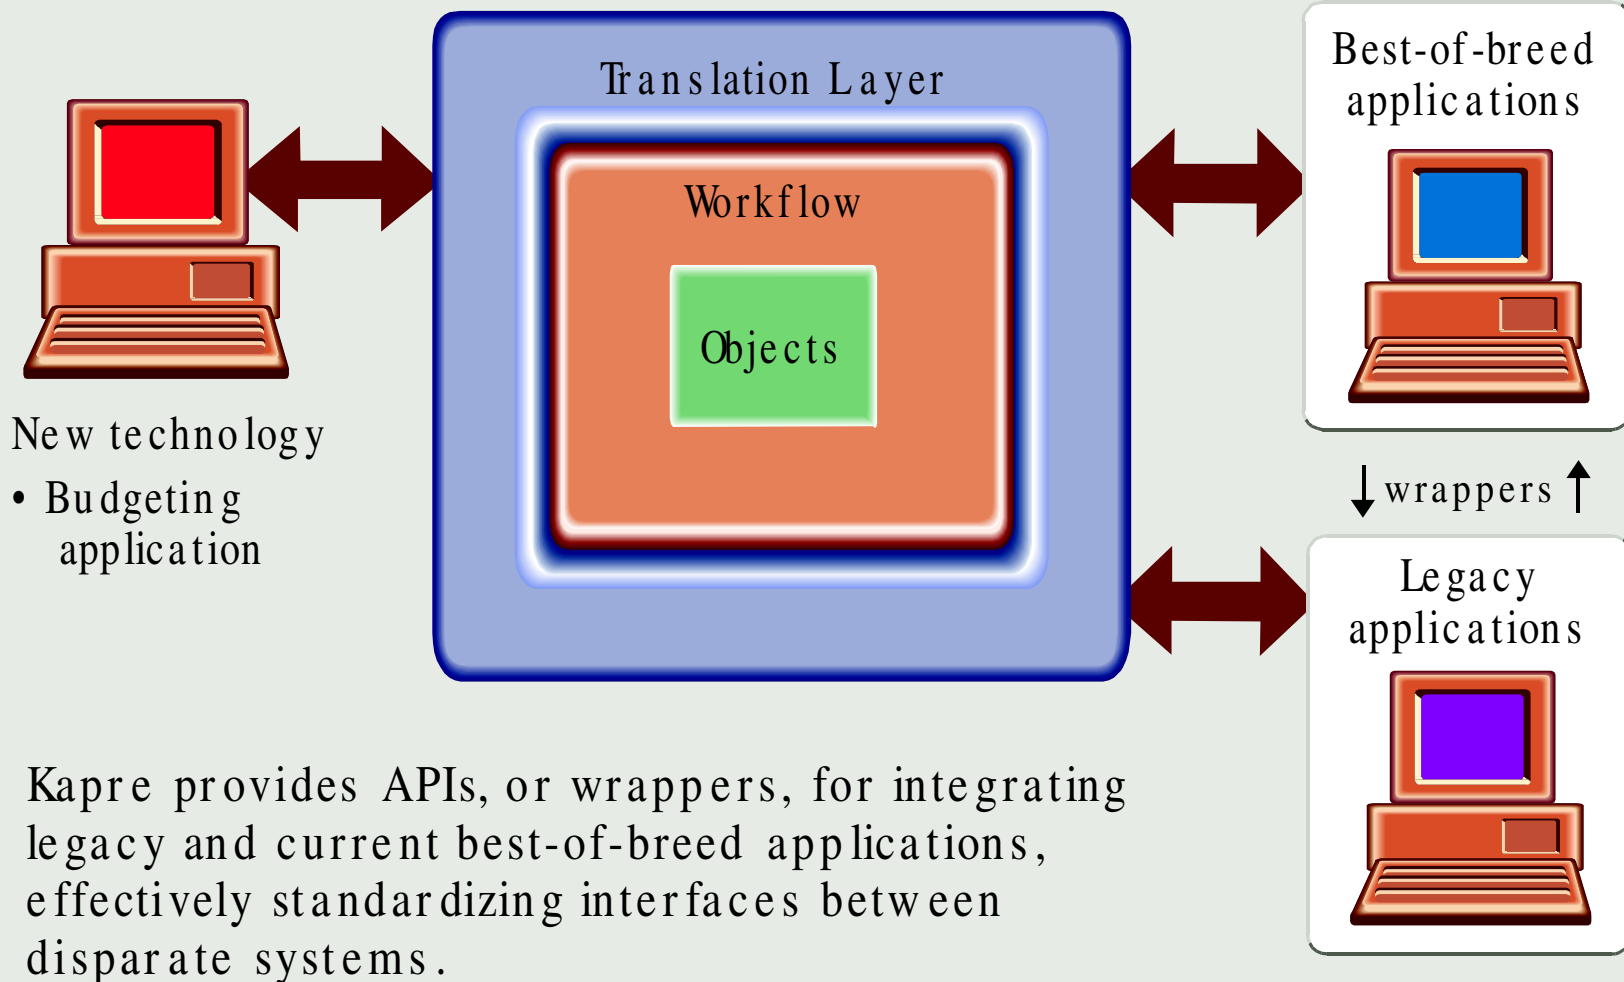 Translation Layer
Workflow
Objects
New technology
• Budgeting
application
Best-of-breed
applications
↓ wrappers ↑
Legacy
applications
Kapre provides APIs, or wrappers, for integrating
legacy and current best-of-breed applications,
effectively standardizing interfaces between
disparate systems.